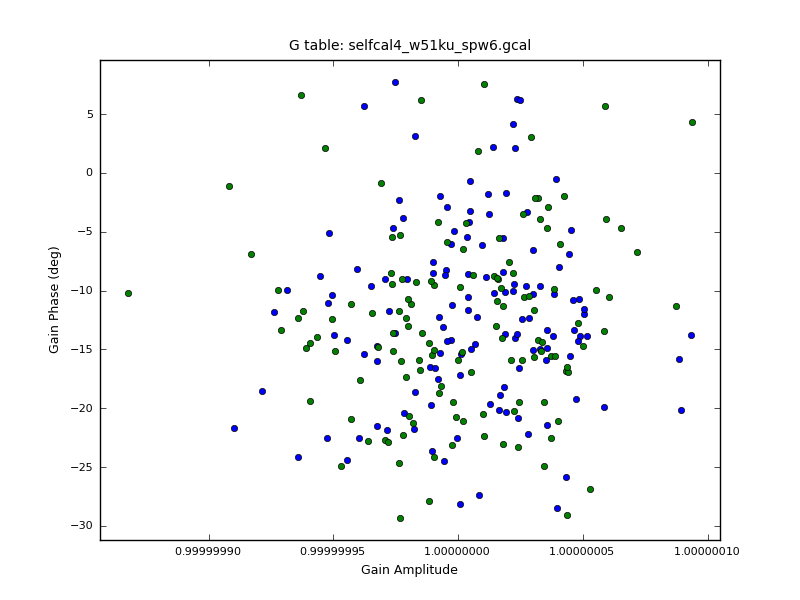 G table: selfcal4_w51ku_spw6.gcal
5
0
−5
−10
−15
−20
−25
−30
Gain Phase (deg)
0.99999990 0.99999995 1.00000000 1.00000005 1.00000010
Gain Amplitude